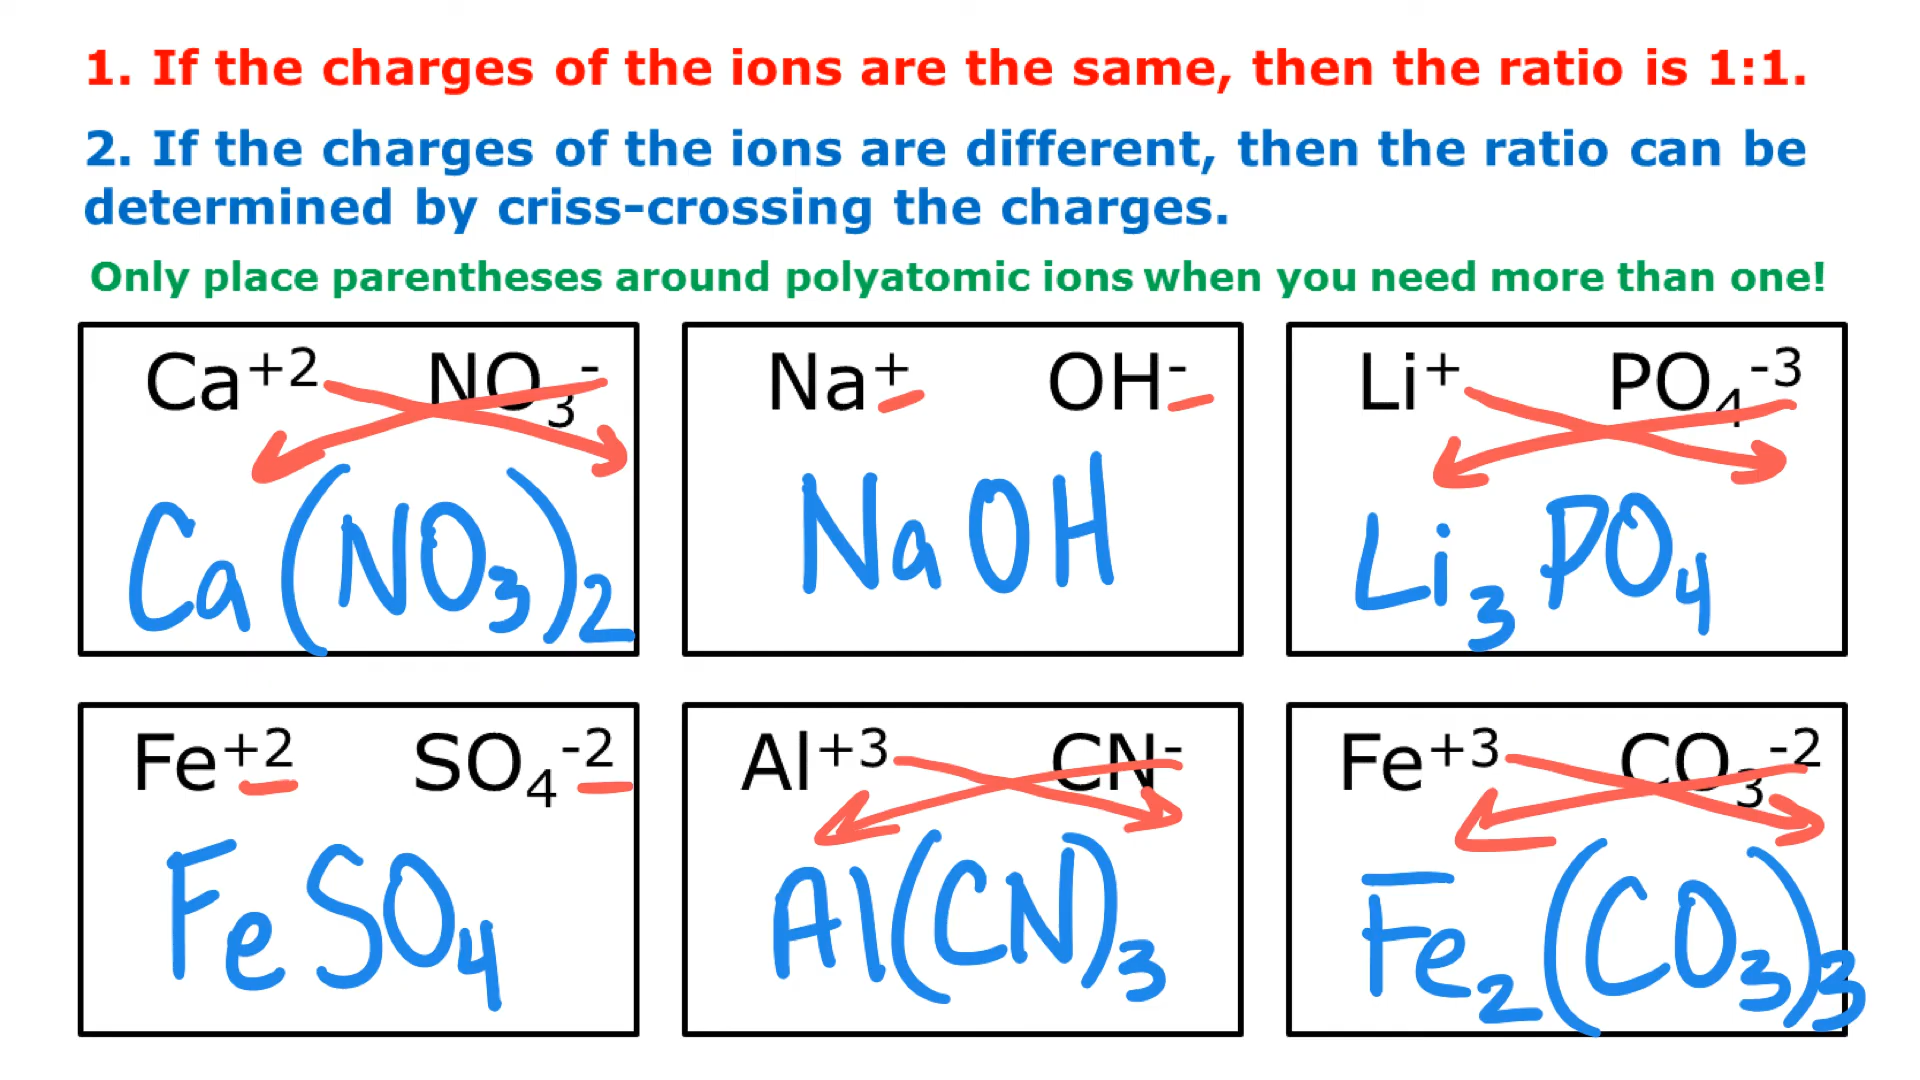 1. If the charges of the ions are the same, then the ratio is 1:1.
2. If the charges of the ions are different, then the ratio can be
determined by criss-crossing the charges.
Only place parentheses around polyatomic ions when you need more than one!
Ca⁺² NO₃⁻
Ca(NO₃)₂
Na⁺ OH⁻
NaOH
Li⁺ PO₄⁻³
Li₃PO₄
Fe⁺² SO₄⁻²
FeSO₄
Al⁺³ CN⁻
Al(CN)₃
Fe⁺³ CO₃⁻²
Fe₂(CO₃)₃